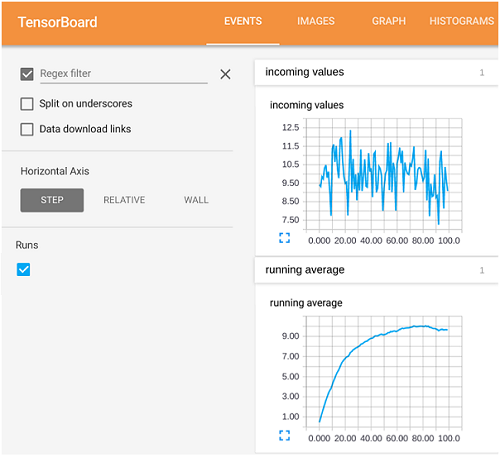 TensorBoard
EVENTS
IMAGES
GRAPH
HISTOGRAMS
Regex filter
Split on underscores
Data download links
Horizontal Axis
STEP
RELATIVE
WALL
Runs
incoming values
1
incoming values
12.5
11.5
10.5
9.50
8.50
7.50
0.000 20.00 40.00 60.00 80.00 100.0
running average
1
running average
9.00
7.00
5.00
3.00
1.00
0.000 20.00 40.00 60.00 80.00 100.0